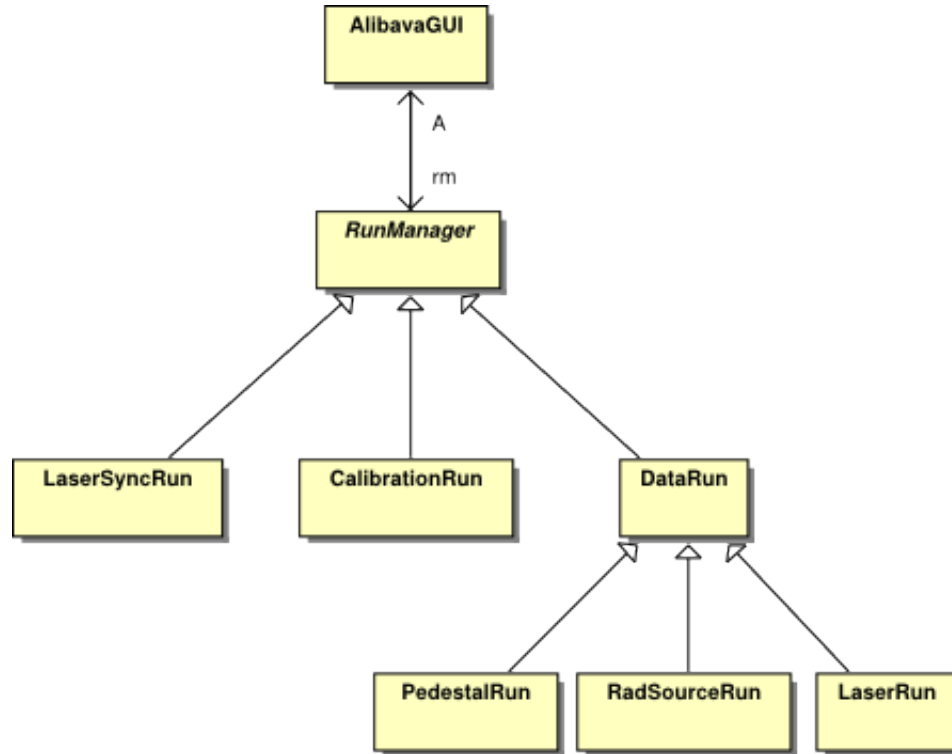 AlibavaGUI
A
rm
RunManager
LaserSyncRun
CalibrationRun
DataRun
PedestalRun
RadSourceRun
LaserRun